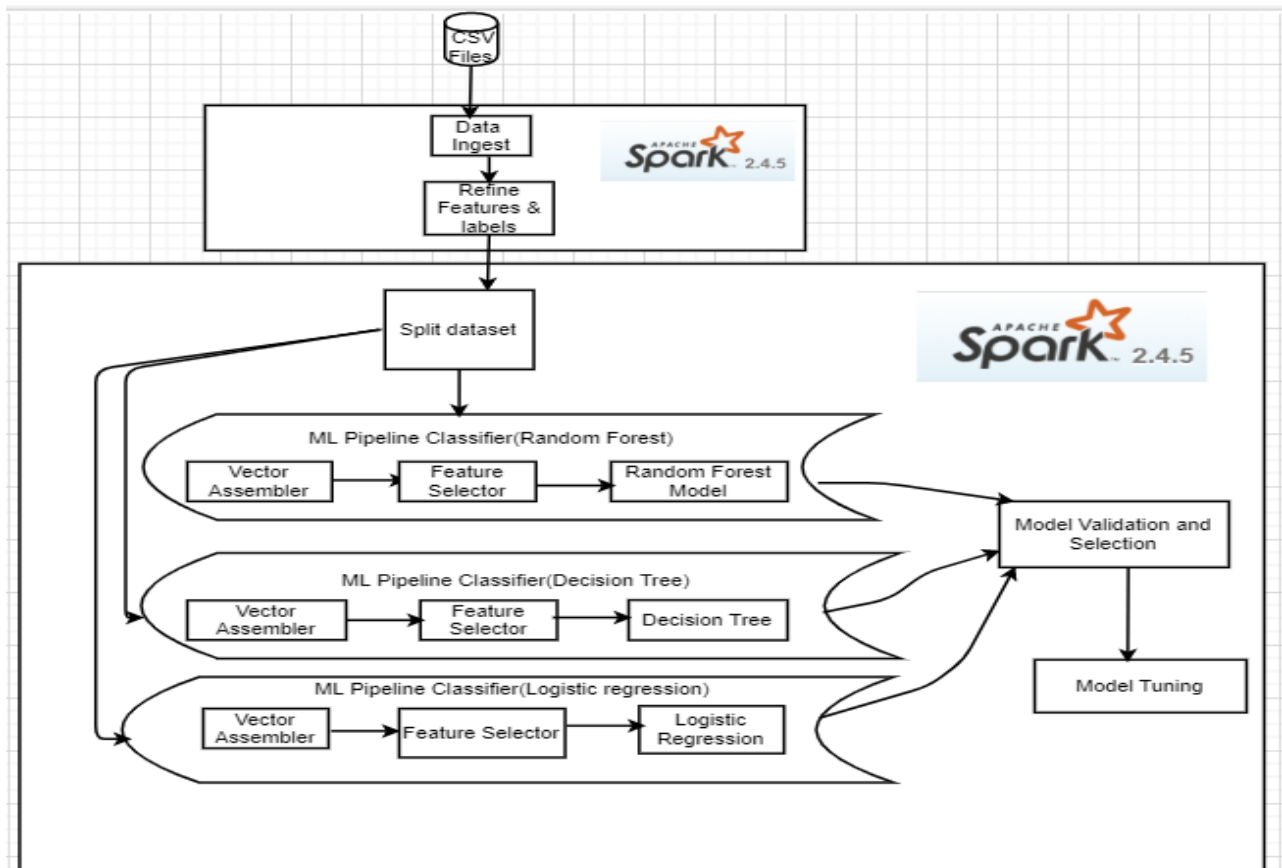 CSV
Files
Data
Ingest
APACHE
Spark™ 2.4.5
Refine
Features &
labels
Split dataset
APACHE
Spark™ 2.4.5
ML Pipeline Classifier(Random Forest)
Vector
Assembler
Feature
Selector
Random Forest
Model
Model Validation and
Selection
ML Pipeline Classifier(Decision Tree)
Vector
Assembler
Feature
Selector
Decision Tree
Model Tuning
ML Pipeline Classifier(Logistic regression)
Vector
Assembler
Feature Selector
Logistic
Regression